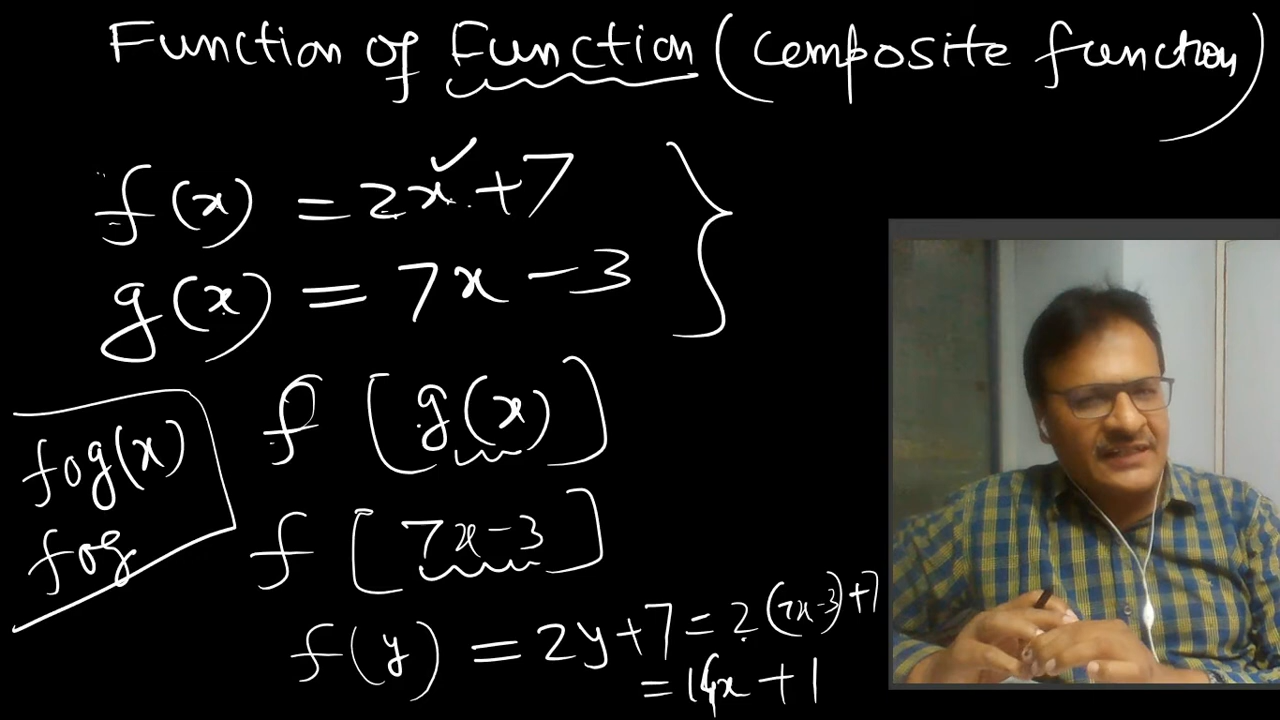 Function of Function (composite function)
f(x) = 2x + 7
g(x) = 7x - 3
f [g(x)]
fog(x)
fog
f [7x-3]
f(y) = 2y+7 = 2(7x-3)+7
= 14x + 1